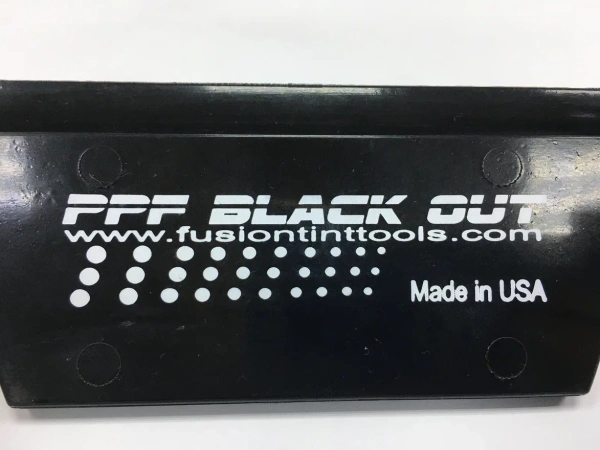 PPF BLACK OUT
www.fusiontinttools.com
Made in USA